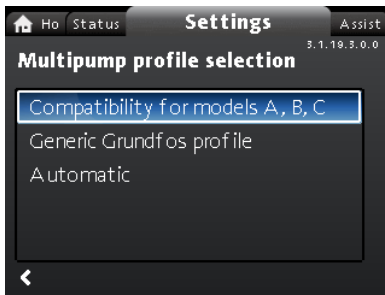 Ho Status Settings Assist
3.1.19.3.0.0
Multipump profile selection
Compatibility for models A, B, C
Generic Grundfos profile
Automatic